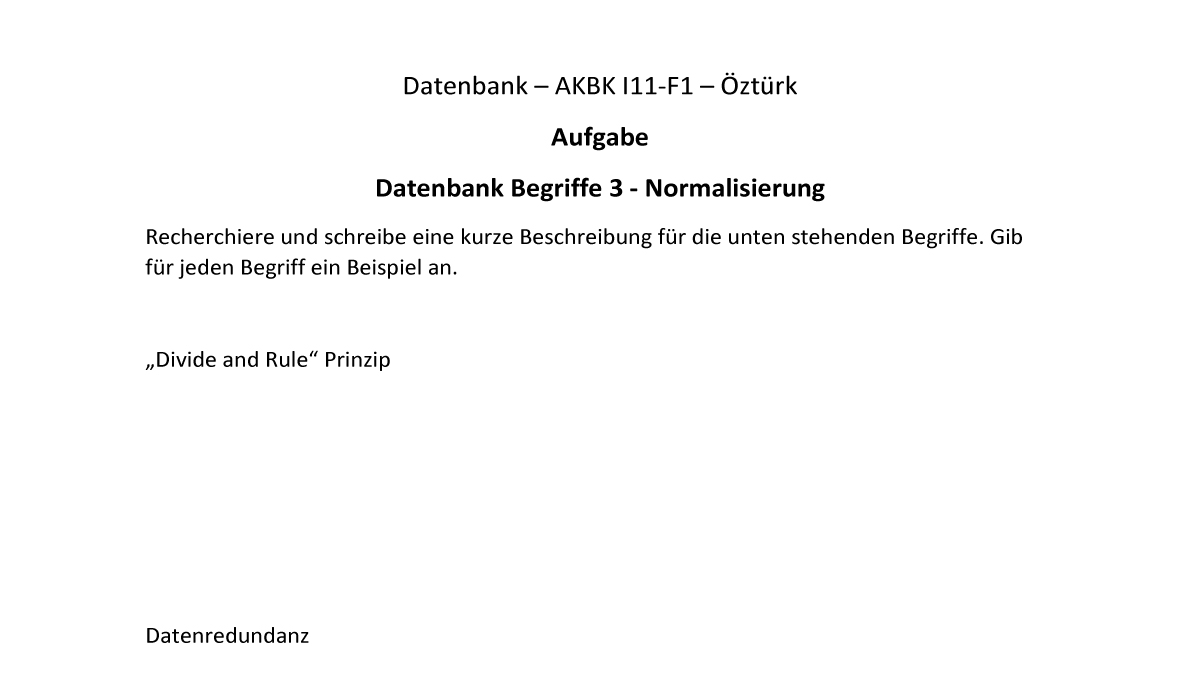 Datenbank – AKBK I11-F1 – Öztürk
Aufgabe
Datenbank Begriffe 3 - Normalisierung
Recherchiere und schreibe eine kurze Beschreibung für die unten stehenden Begriffe. Gib
für jeden Begriff ein Beispiel an.
„Divide and Rule“ Prinzip
Datenredundanz